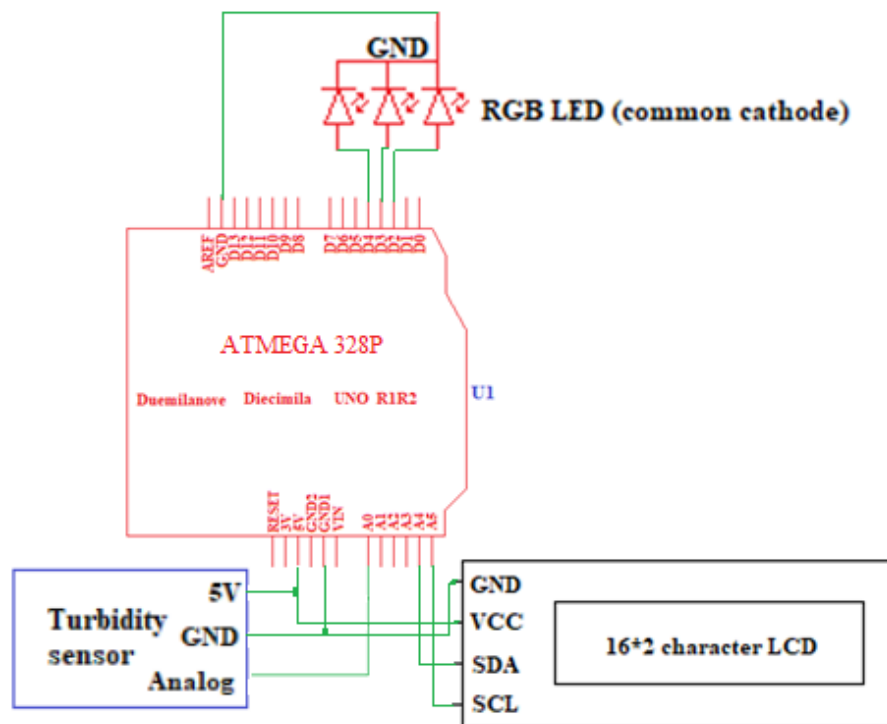 GND
RGB LED (common cathode)
AREF
GND
D13
D12
D11
D10
D9
D8
D7
D6
D5
D4
D3
D2
D1
D0
ATMEGA 328P
Duemilanove Diecimila UNO R1R2
U1
RESET
3V
5V
GND2
GND1
VIN
A0
A1
A2
A3
A4
A5
Turbidity
sensor
5V
GND
Analog
GND
VCC
SDA
SCL
16*2 character LCD